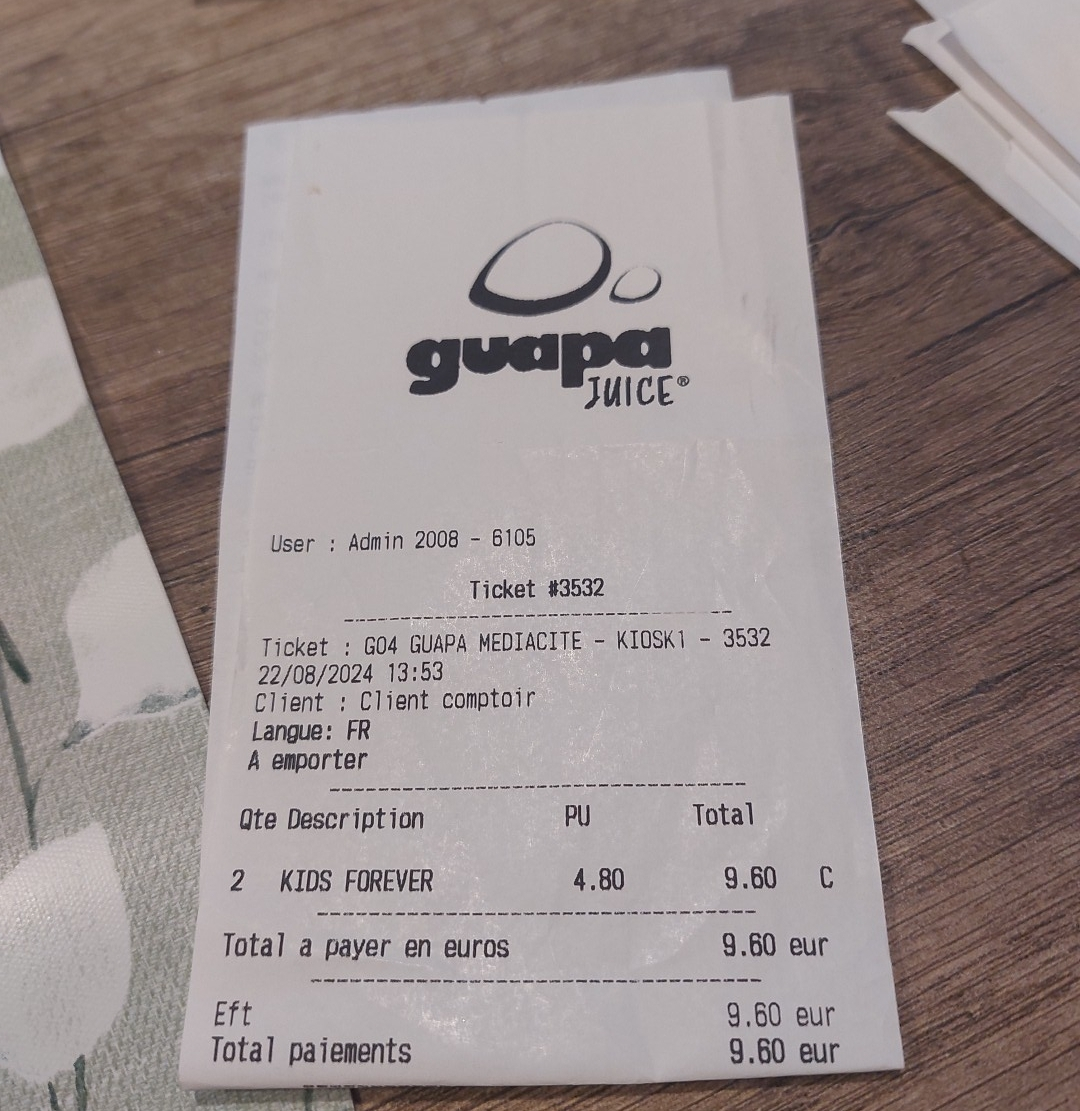 guapa
JUICE®
User : Admin 2008 - 6105
Ticket #3532
Ticket : GO4 GUAPA MEDIACITE - KIOSK1 - 3532
22/08/2024 13:53
Client : Client comptoir
Langue: FR
A emporter
Qte Description PU Total
2 KIDS FOREVER 4.80 9.60 C
Total a payer en euros 9.60 eur
Eft 9.60 eur
Total paiements 9.60 eur